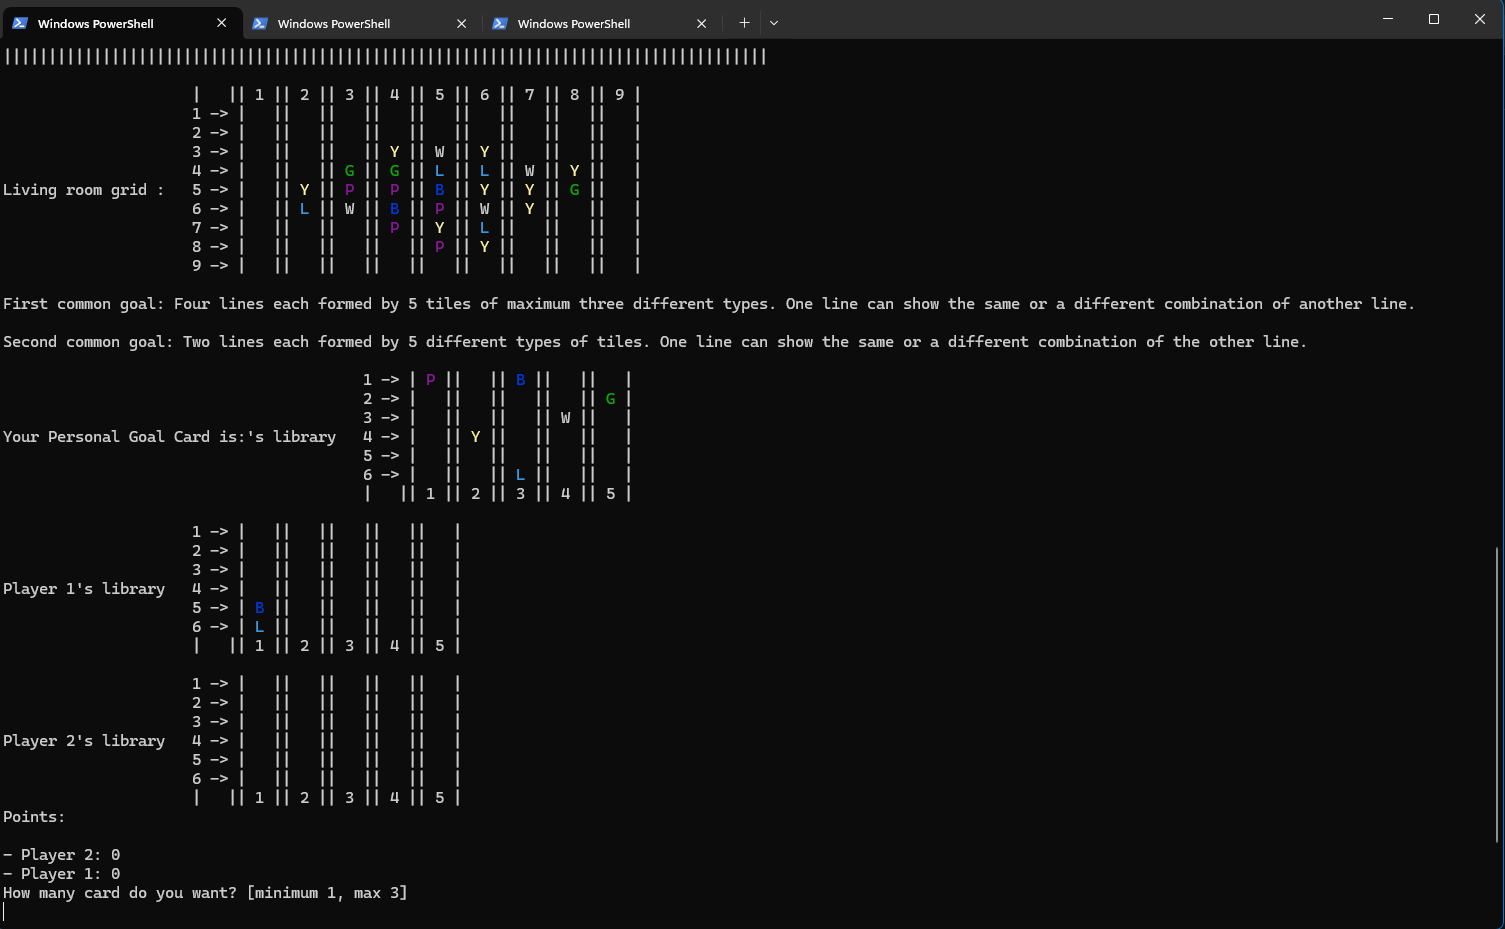 Windows PowerShell Windows PowerShell Windows PowerShell
|||||||||||||||||||||||||||||||||||||||||||||||||||||||||||||||||||||||||||||||||||||
|   || 1 || 2 || 3 || 4 || 5 || 6 || 7 || 8 || 9 |
1 -> |   ||   ||   ||   ||   ||   ||   ||   ||   |
2 -> |   ||   ||   ||   ||   ||   ||   ||   ||   |
3 -> |   ||   ||   || Y || W || Y ||   ||   ||   |
4 -> |   ||   || G || G || L || L || W || Y ||   |
Living room grid :   5 -> |   || Y || P || P || B || Y || Y || G ||   |
6 -> |   || L || W || B || P || W || Y ||   ||   |
7 -> |   ||   ||   || P || Y || L ||   ||   ||   |
8 -> |   ||   ||   ||   || P || Y ||   ||   ||   |
9 -> |   ||   ||   ||   ||   ||   ||   ||   ||   |
First common goal: Four lines each formed by 5 tiles of maximum three different types. One line can show the same or a different combination of another line.
Second common goal: Two lines each formed by 5 different types of tiles. One line can show the same or a different combination of the other line.
1 -> | P ||   || B ||   ||   |
2 -> |   ||   ||   ||   || G |
3 -> |   ||   ||   || W ||   |
Your Personal Goal Card is:'s library   4 -> |   || Y ||   ||   ||   |
5 -> |   ||   ||   ||   ||   |
6 -> |   ||   || L ||   ||   |
|   || 1 || 2 || 3 || 4 || 5 |
1 -> |   ||   ||   ||   ||   |
2 -> |   ||   ||   ||   ||   |
3 -> |   ||   ||   ||   ||   |
Player 1's library   4 -> |   ||   ||   ||   ||   |
5 -> | B ||   ||   ||   ||   |
6 -> | L ||   ||   ||   ||   |
|   || 1 || 2 || 3 || 4 || 5 |
1 -> |   ||   ||   ||   ||   |
2 -> |   ||   ||   ||   ||   |
3 -> |   ||   ||   ||   ||   |
Player 2's library   4 -> |   ||   ||   ||   ||   |
5 -> |   ||   ||   ||   ||   |
6 -> |   ||   ||   ||   ||   |
|   || 1 || 2 || 3 || 4 || 5 |
Points:
- Player 2: 0
- Player 1: 0
How many card do you want? [minimum 1, max 3]